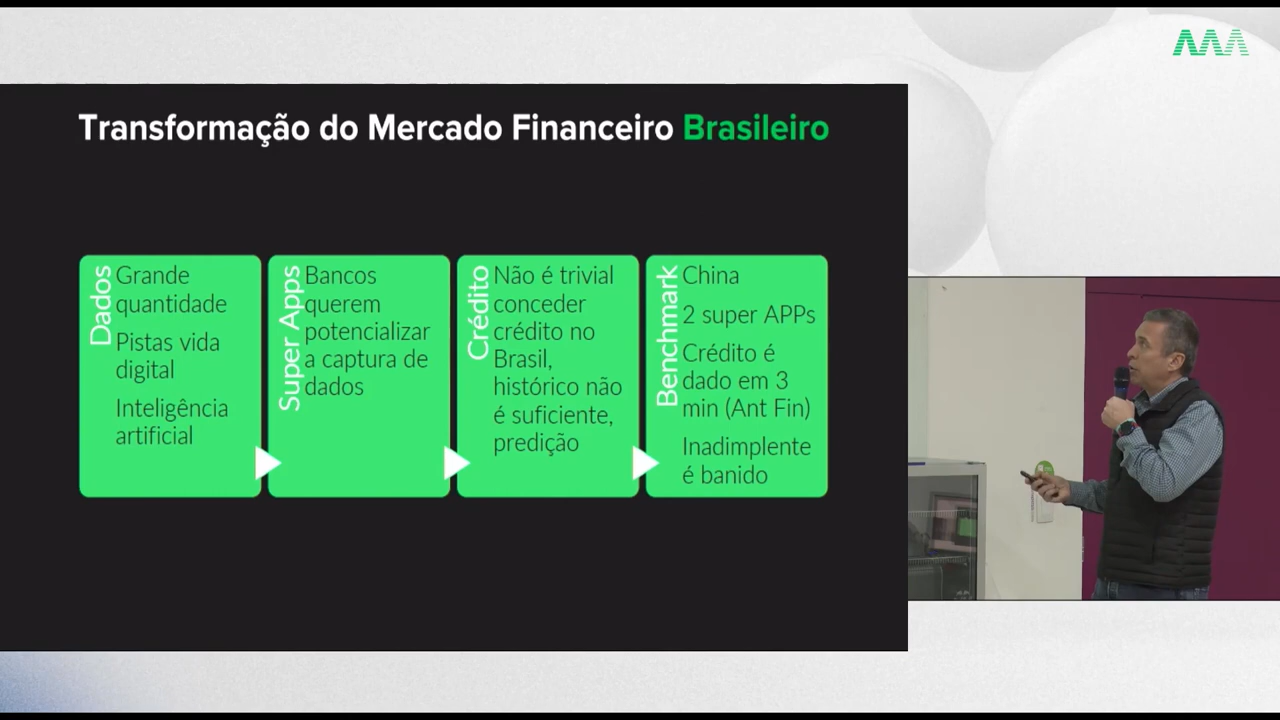 Transformação do Mercado Financeiro Brasileiro
Dados
Grande
quantidade
Pistas vida
digital
Inteligência
artificial
Super Apps
Bancos
querem
potencializar
a captura de
dados
Crédito
Não é trivial
conceder
crédito no
Brasil,
histórico não
é suficiente,
predição
Benchmark
China
2 super APPs
Crédito é
dado em 3
min (Ant Fin)
Inadimplente
é banido